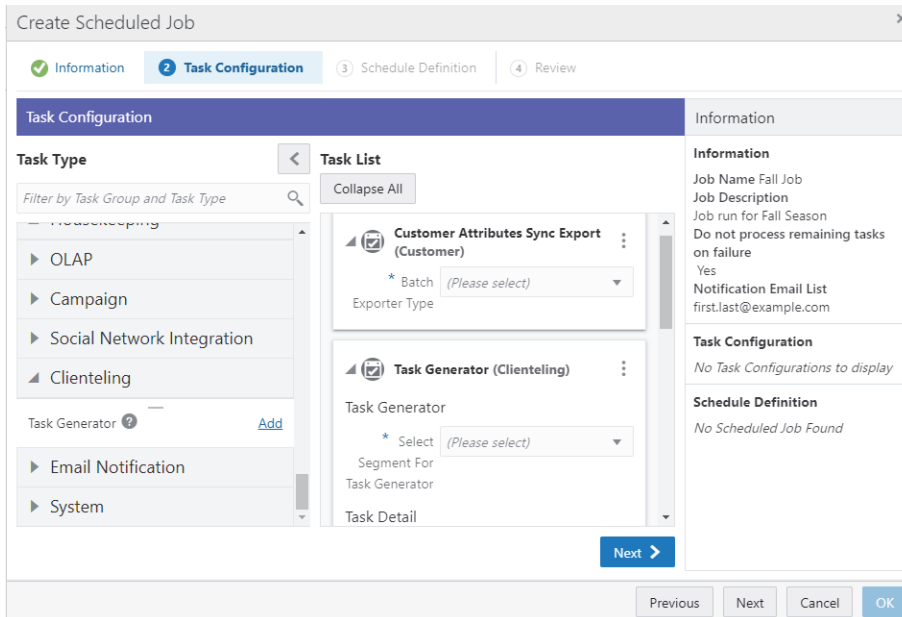 Create Scheduled Job
Information
2 Task Configuration
3 Schedule Definition
4 Review
Task Configuration
Task Type
Filter by Task Group and Task Type
Housekeeping
OLAP
Campaign
Social Network Integration
Clienteling
Task Generator ? Add
Email Notification
System
Task List
Collapse All
Customer Attributes Sync Export
(Customer)
* Batch (Please select)
Exporter Type
Task Generator (Clienteling)
Task Generator
* Select (Please select)
Segment For
Task Generator
Task Detail
Next
Information
Information
Job Name Fall Job
Job Description
Job run for Fall Season
Do not process remaining tasks
on failure
Yes
Notification Email List
first.last@example.com
Task Configuration
No Task Configurations to display
Schedule Definition
No Scheduled Job Found
Previous
Next
Cancel
OK